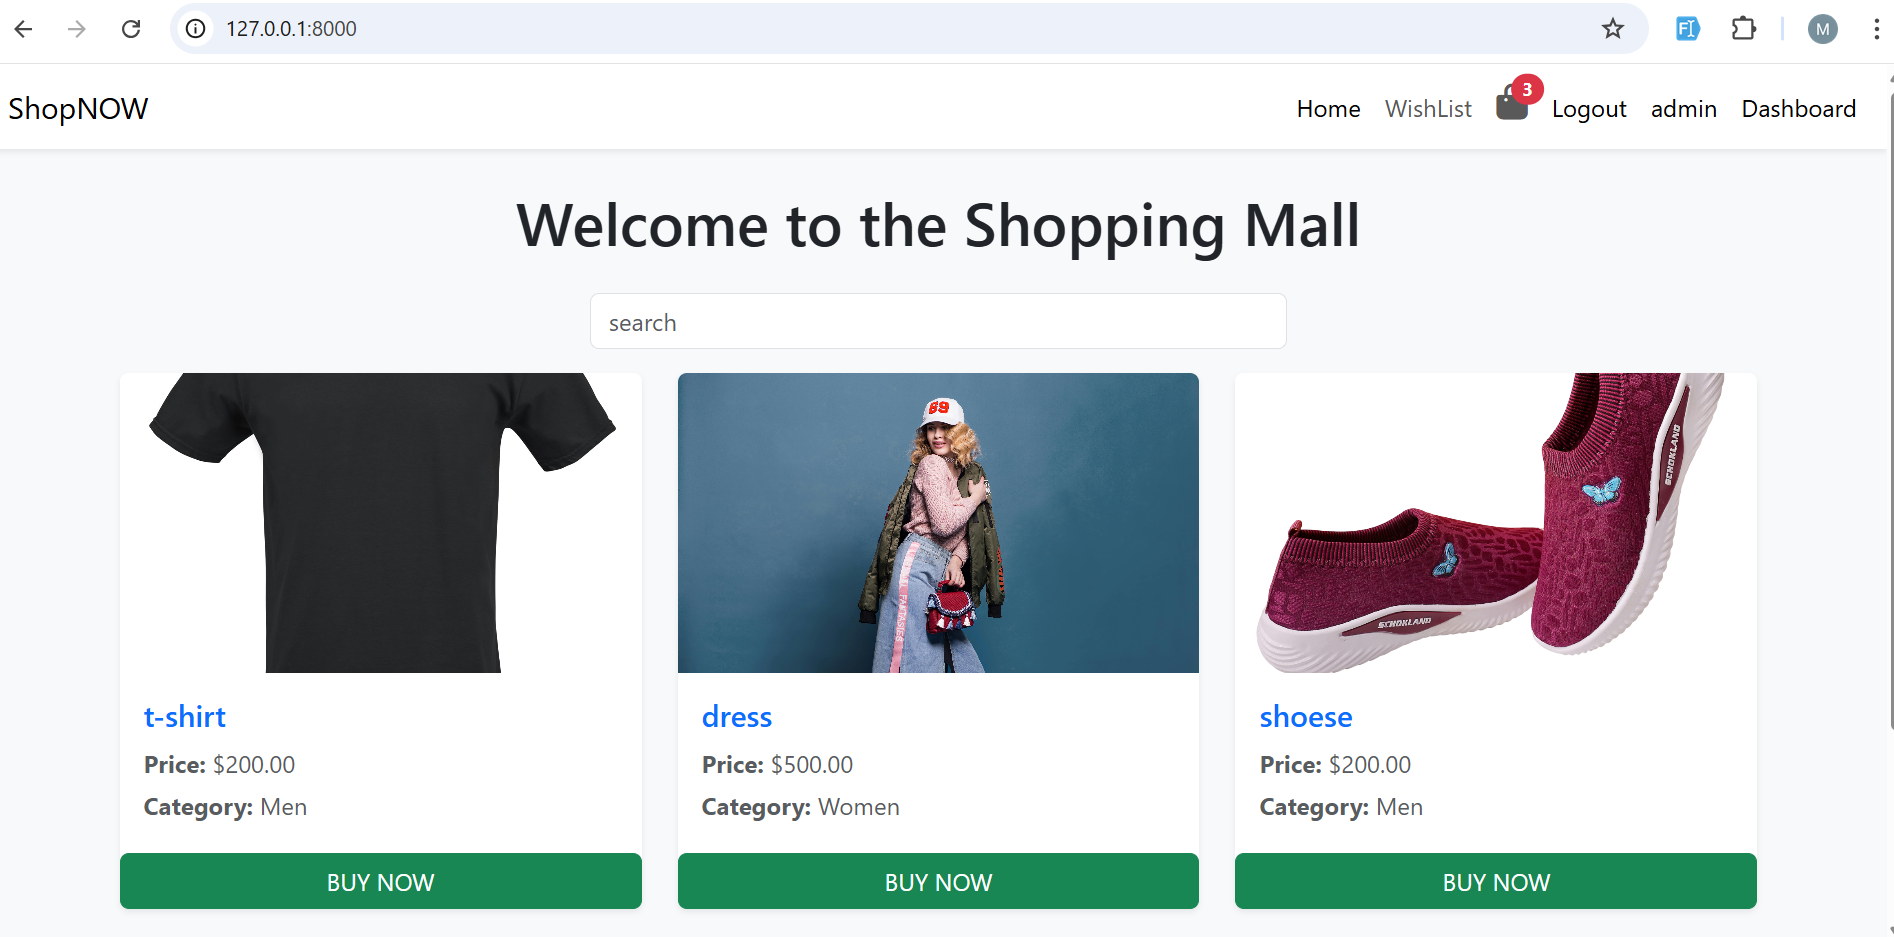 127.0.0.1:8000
M
ShopNOW
Home WishList 3 Logout admin Dashboard
Welcome to the Shopping Mall
search
89
FANTASIES
SCHOKLAND
SCHOKLAND
t-shirt
Price: $200.00
Category: Men
BUY NOW
dress
Price: $500.00
Category: Women
BUY NOW
shoese
Price: $200.00
Category: Men
BUY NOW